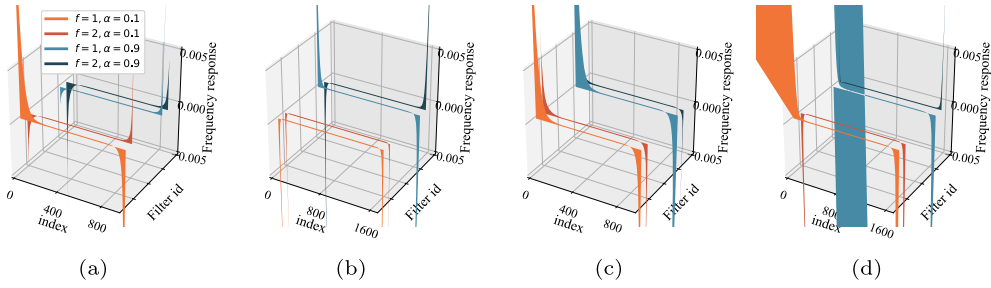 f = 1, α = 0.1
f = 2, α = 0.1
f = 1, α = 0.9
f = 2, α = 0.9
0.005
0.000
0.005
Frequency response
Filter id
0
400
800
index
(a)
0.005
0.000
0.005
Frequency response
Filter id
0
800
1600
index
(b)
0.005
0.000
0.005
Frequency response
Filter id
0
400
800
index
(c)
0.005
0.000
0.005
Frequency response
Filter id
0
800
1600
index
(d)